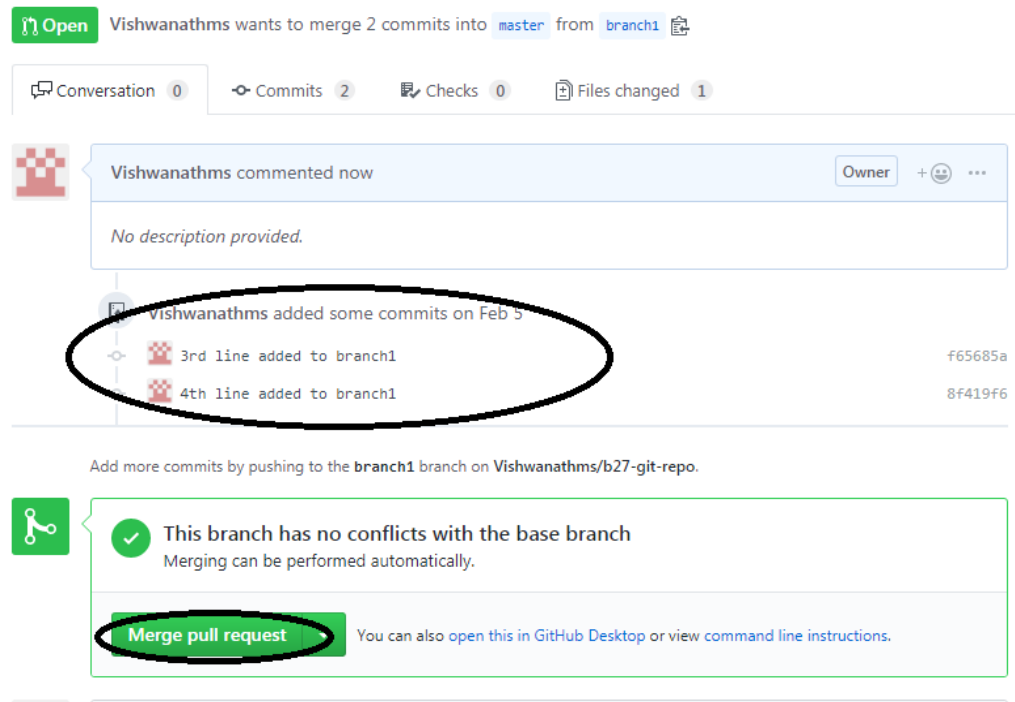 Open Vishwanathms wants to merge 2 commits into master from branch1
Conversation 0 Commits 2 Checks 0 Files changed 1
Vishwanathms commented now Owner
No description provided.
Vishwanathms added some commits on Feb 5
3rd line added to branch1 f65685a
4th line added to branch1 8f419f6
Add more commits by pushing to the branch1 branch on Vishwanathms/b27-git-repo.
This branch has no conflicts with the base branch
Merging can be performed automatically.
Merge pull request You can also open this in GitHub Desktop or view command line instructions.